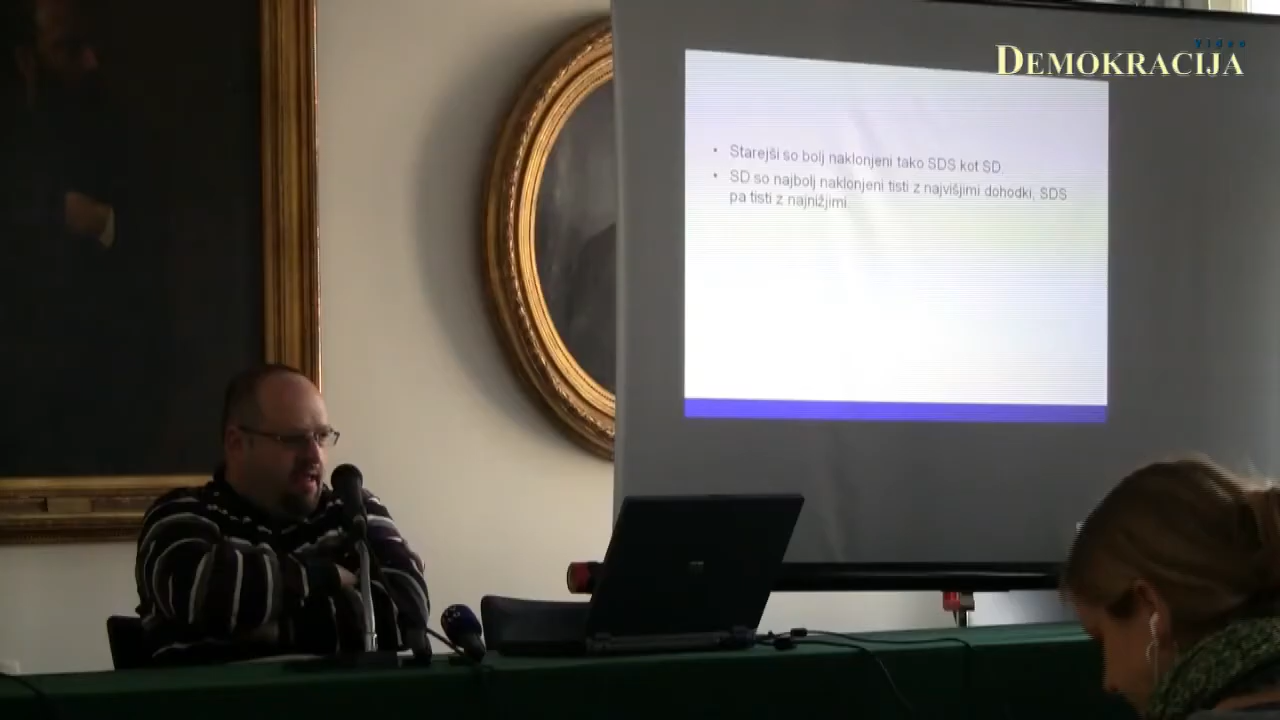 Video
DEMOKRACIJA
• Starejši so bolj naklonjeni tako SDS kot SD.
• SD so najbolj naklonjeni tisti z najvišjimi dohodki, SDS
pa tisti z najnižjimi.